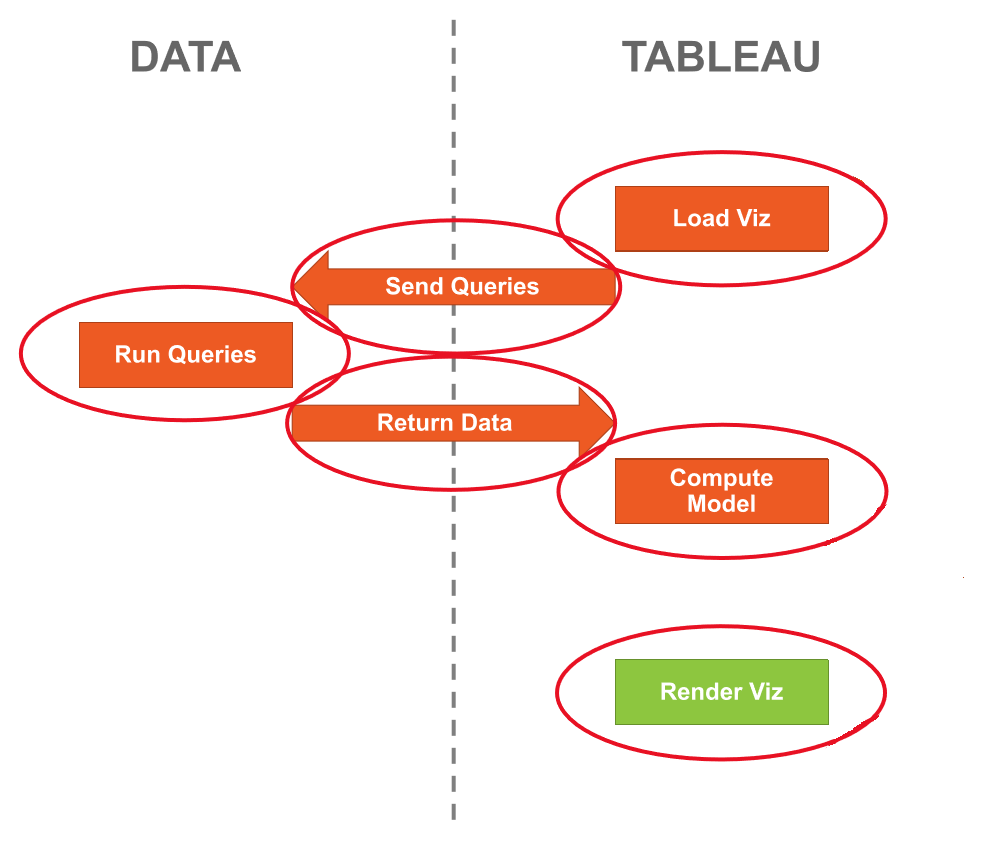 DATA
TABLEAU
Load Viz
Send Queries
Run Queries
Return Data
Compute
Model
Render Viz